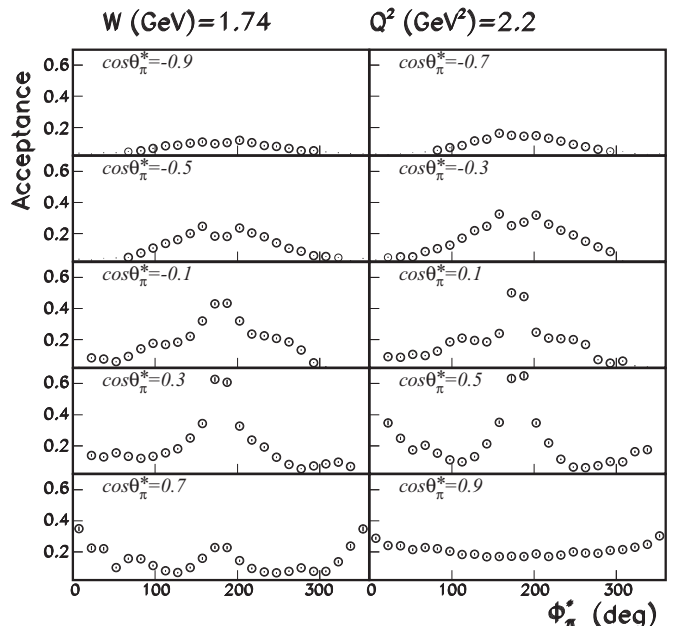 W (GeV)=1.74 Q² (GeV²)=2.2
Acceptance
0.6 cosθ*π=-0.9 cosθ*π=-0.7
0.4
0.2
0.6 cosθ*π=-0.5 cosθ*π=-0.3
0.4
0.2
0.6 cosθ*π=-0.1 cosθ*π=0.1
0.4
0.2
0.6 cosθ*π=0.3 cosθ*π=0.5
0.4
0.2
0.6 cosθ*π=0.7 cosθ*π=0.9
0.4
0.2
0 100 200 300 0 100 200 300
Φ*π (deg)